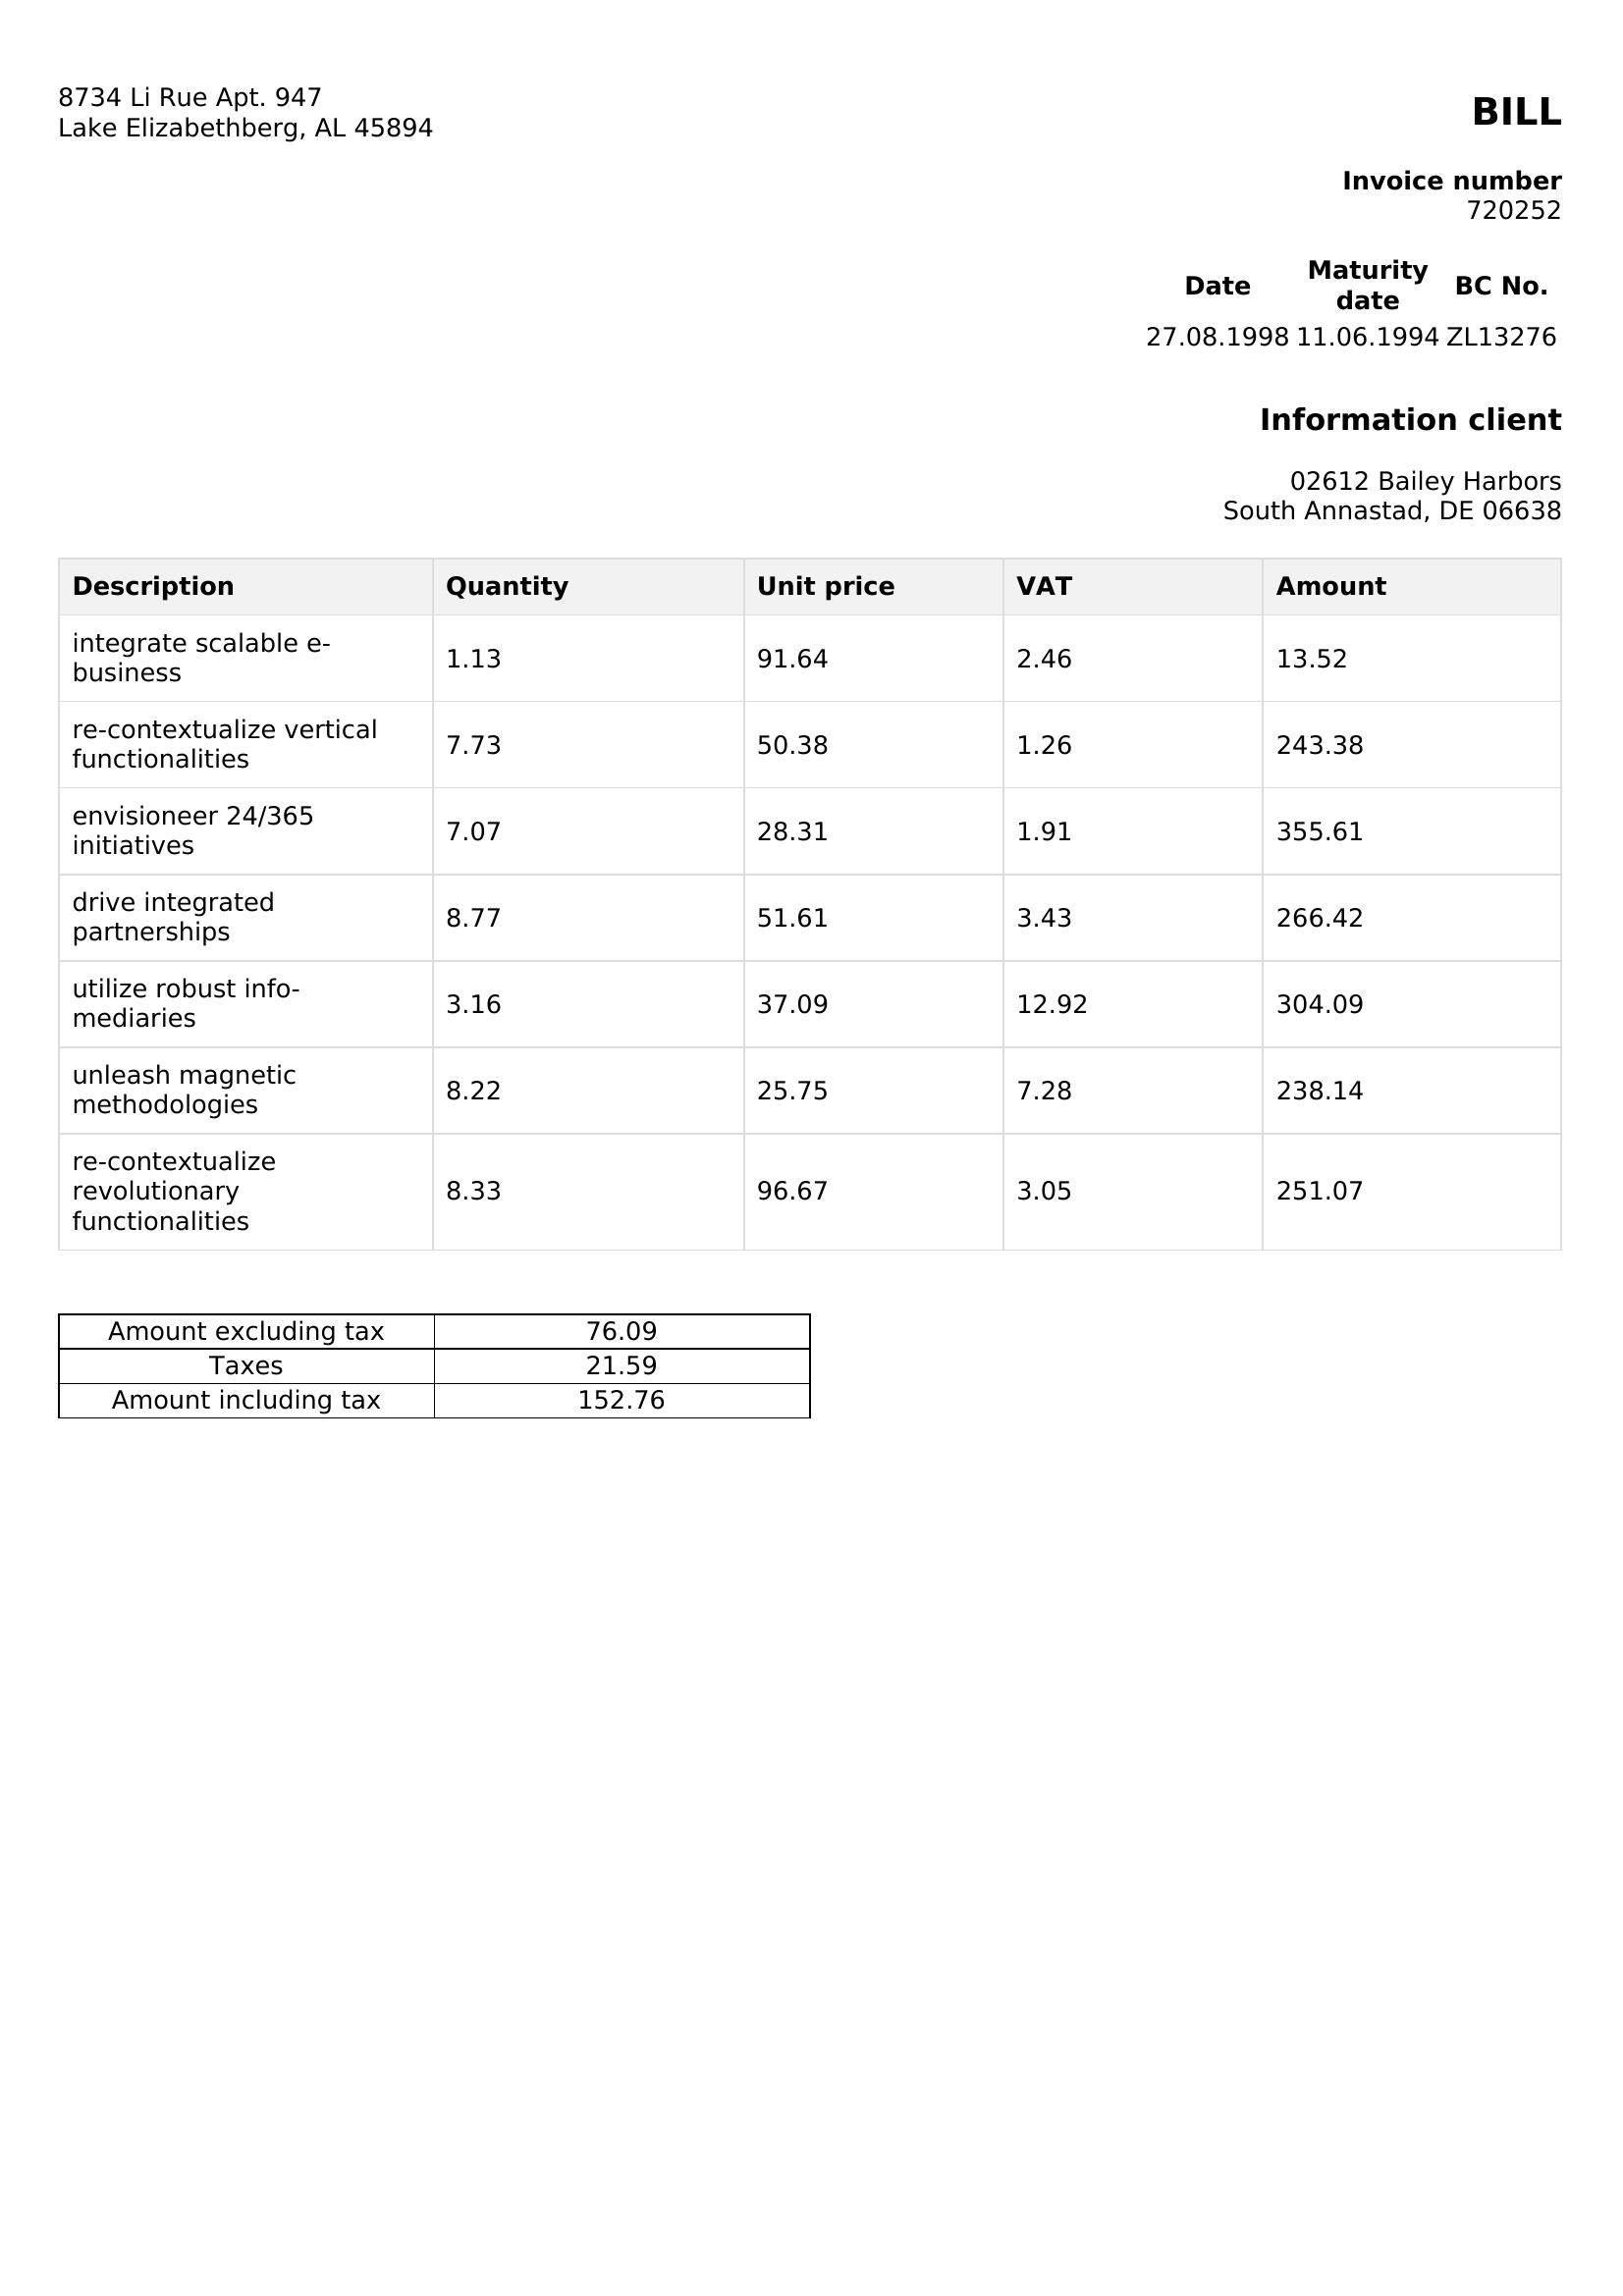 8734 Li Rue Apt. 947
Lake Elizabethberg, AL 45894
BILL
Invoice number
720252
Date Maturity date BC No.
27.08.1998 11.06.1994 ZL13276
Information client
02612 Bailey Harbors
South Annastad, DE 06638
Description Quantity Unit price VAT Amount
integrate scalable e-
business 1.13 91.64 2.46 13.52
re-contextualize vertical
functionalities 7.73 50.38 1.26 243.38
envisioneer 24/365
initiatives 7.07 28.31 1.91 355.61
drive integrated
partnerships 8.77 51.61 3.43 266.42
utilize robust info-
mediaries 3.16 37.09 12.92 304.09
unleash magnetic
methodologies 8.22 25.75 7.28 238.14
re-contextualize
revolutionary
functionalities 8.33 96.67 3.05 251.07
Amount excluding tax 76.09
Taxes 21.59
Amount including tax 152.76